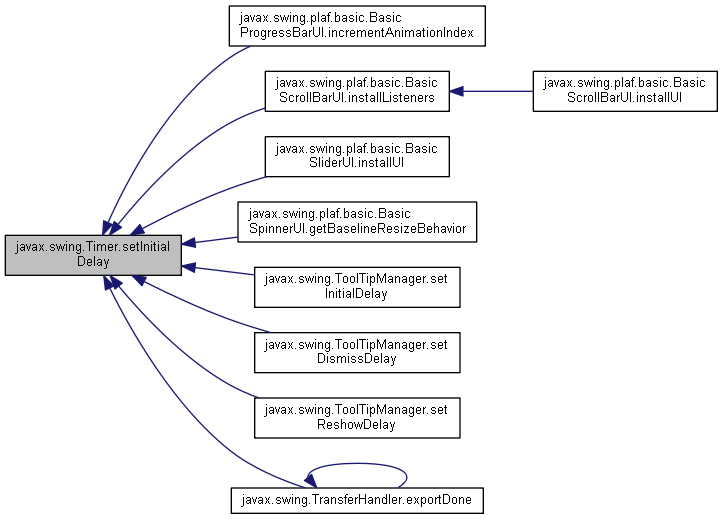 javax.swing.plaf.basic.Basic
ProgressBarUI.incrementAnimationIndex
javax.swing.plaf.basic.Basic
ScrollBarUI.installListeners
javax.swing.plaf.basic.Basic
ScrollBarUI.installUI
javax.swing.plaf.basic.Basic
SliderUI.installUI
javax.swing.plaf.basic.Basic
SpinnerUI.getBaselineResizeBehavior
javax.swing.Timer.setInitial
Delay
javax.swing.ToolTipManager.set
InitialDelay
javax.swing.ToolTipManager.set
DismissDelay
javax.swing.ToolTipManager.set
ReshowDelay
javax.swing.TransferHandler.exportDone